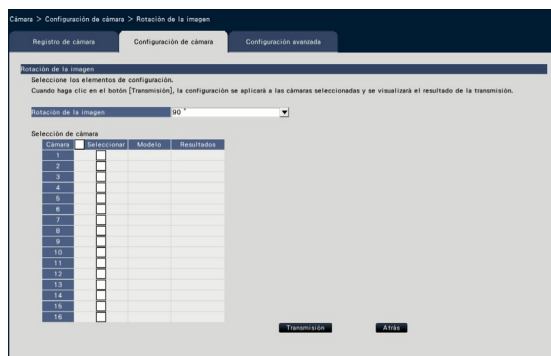 Cámara > Configuración de cámara > Rotación de la imagen
Registro de cámara Configuración de cámara Configuración avanzada
Rotación de la imagen
Seleccione los elementos de configuración.
Cuando haga clic en el botón [Transmisión], la configuración se aplicará a las cámaras seleccionadas y se visualizará el resultado de la transmisión.
Rotación de la imagen 90 °
Selección de cámara
Cámara Seleccionar Modelo Resultados
1
2
3
4
5
6
7
8
9
10
11
12
13
14
15
16
Transmisión Atrás